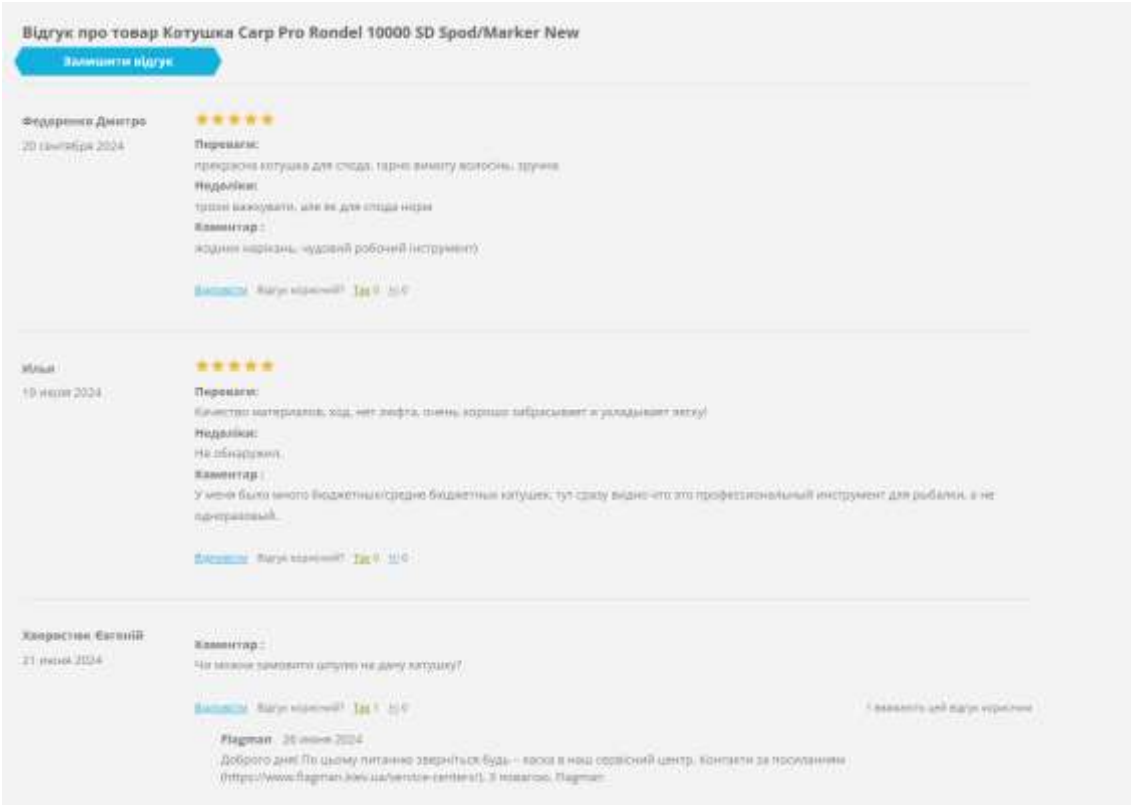 Відгук про товар Котушка Carp Pro Rondel 10000 SD Spod/Marker New
Залишити відгук
Федоренко Дмитро
20 сентября 2024
Переваги:
прекрасна котушка для спода, гарно вимоту волосінь, зручна
Недоліки:
трохи важкувати, але як для спода норм
Коментар :
жодних нарікань, чудовий робочий інструмент)
Відповісти Відгук корисний? Так 0 Ні 0
Илья
2024
Переваги:
Качество материалов, ход, нет люфта, очень хорошо забрасывает и укладывает леску!
Недоліки:
Не обнаружил.
Коментар :
У меня было много бюджетных/средне бюджетных катушек, тут сразу видно что это профессиональный инструмент для рыбалки, а не
одноразовый.
Відповісти Відгук корисний? Так 0 Ні 0
Хворостюк Євгеній
21 июня 2024
Коментар :
Чи можна замовити шпулю на дану катушку?
Відповісти Відгук корисний? Так 1 Ні 0
1 вважають цей відгук корисним
Flagman 26 июня 2024
Доброго дня! По цьому питанню зверніться будь – ласка в наш сервісний центр. Контакти за посиланням
(https://www.flagman.kiev.ua/service-centers/). З повагою, Flagman